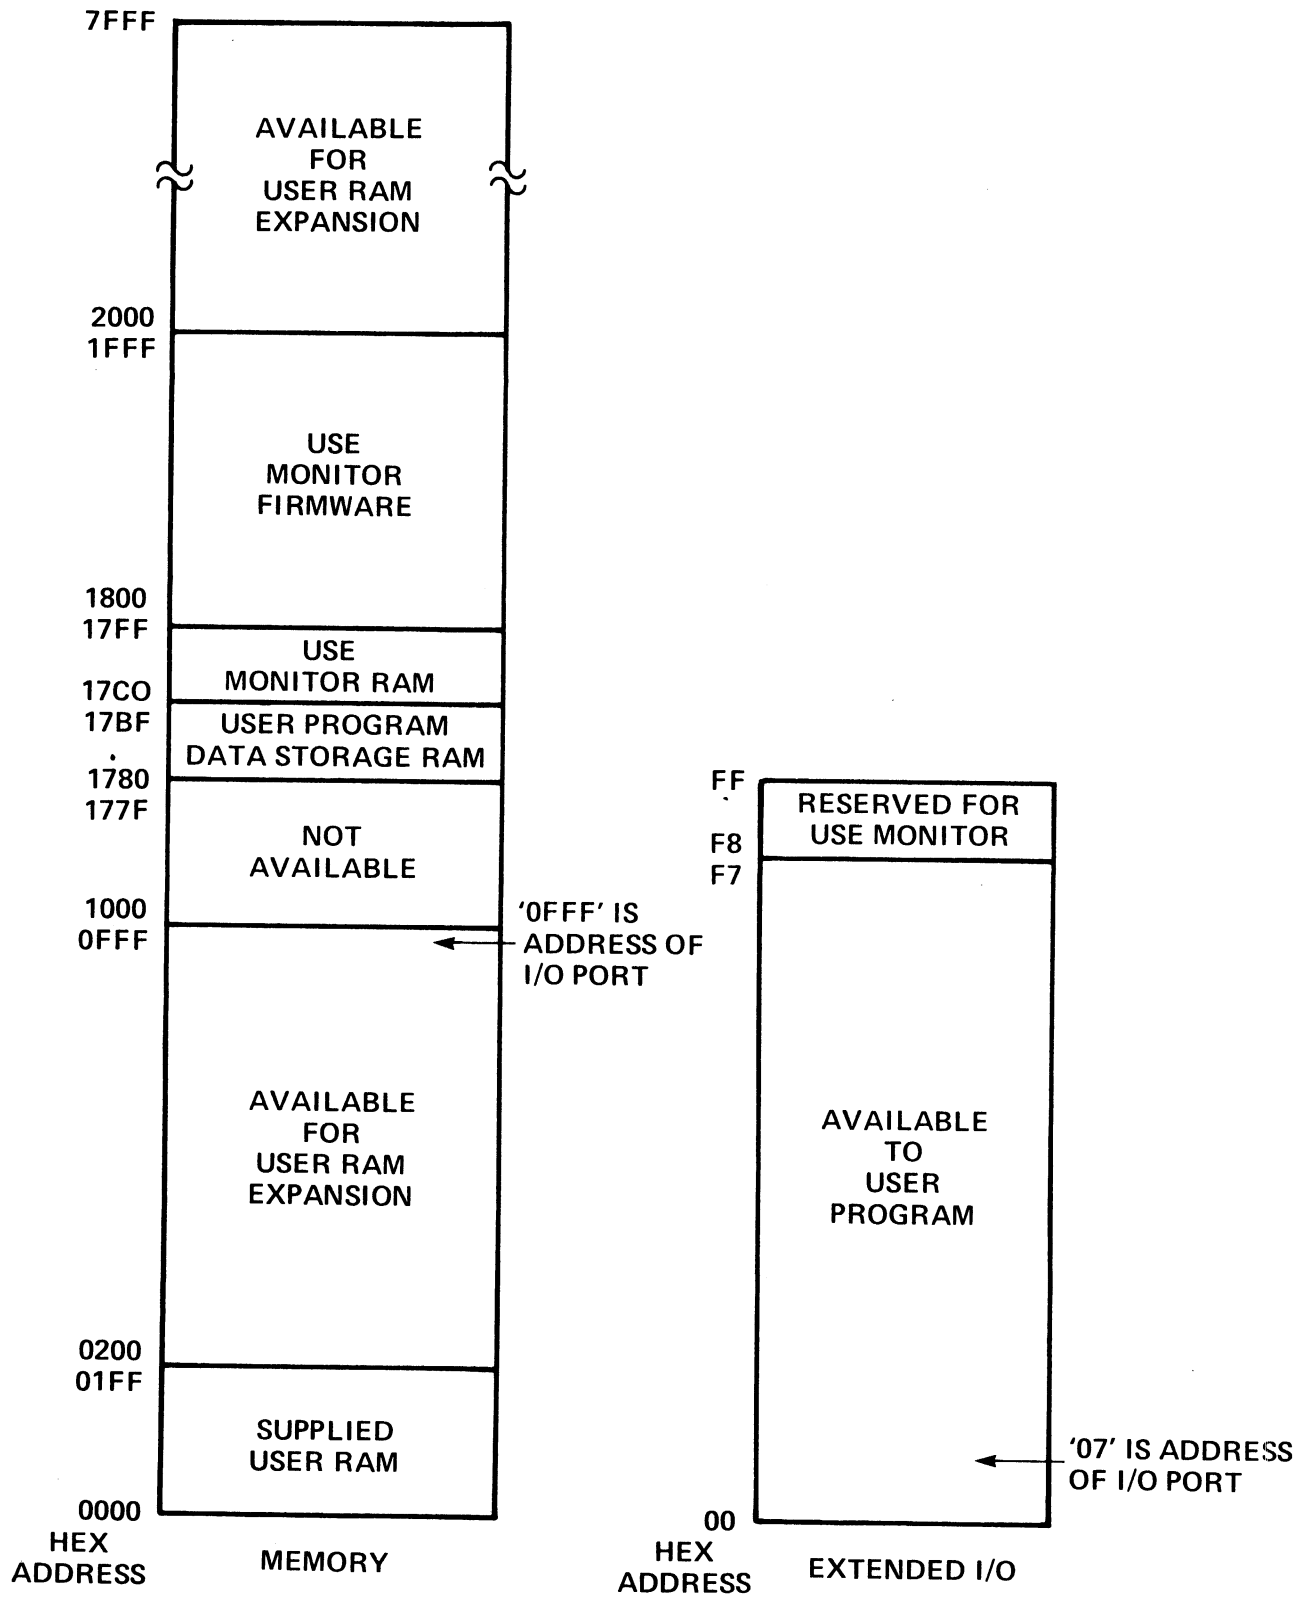 7FFF
AVAILABLE
FOR
USER RAM
EXPANSION
2000
1FFF
USE
MONITOR
FIRMWARE
1800
17FF
USE
MONITOR RAM
17CO
17BF
USER PROGRAM
DATA STORAGE RAM
1780
177F
NOT
AVAILABLE
1000
0FFF
'0FFF' IS
ADDRESS OF
I/O PORT
AVAILABLE
FOR
USER RAM
EXPANSION
0200
01FF
SUPPLIED
USER RAM
0000
HEX
ADDRESS
MEMORY
FF
RESERVED FOR
USE MONITOR
F8
F7
AVAILABLE
TO
USER
PROGRAM
'07' IS ADDRESS
OF I/O PORT
00
HEX
ADDRESS
EXTENDED I/O